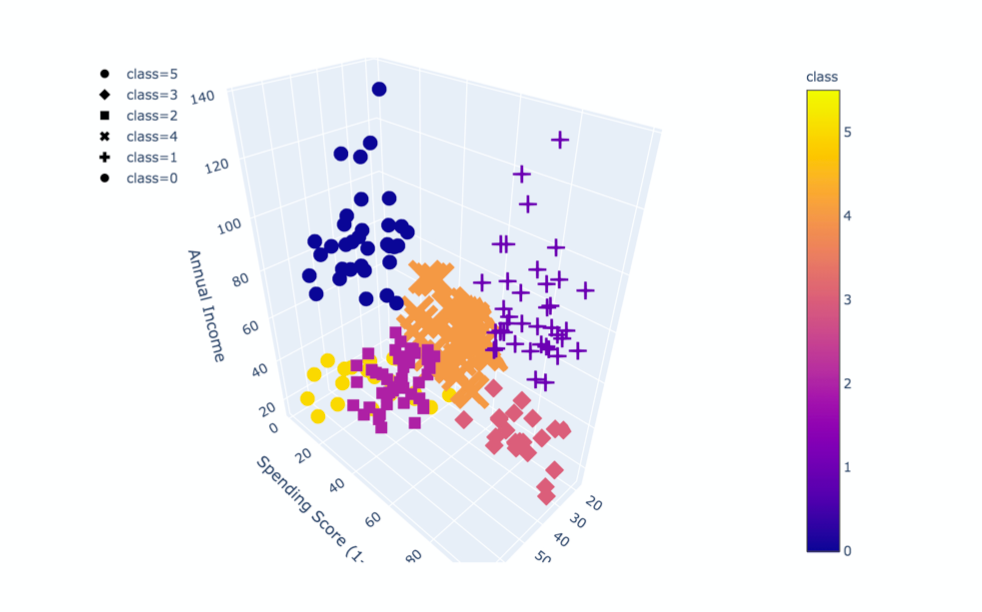 class=5
class=3
class=2
class=4
class=1
class=0
140
120
100
80
60
40
20
Annual Income
0
20
40
60
80
Spending Score (1-
20
30
40
50
class
5
4
3
2
1
0